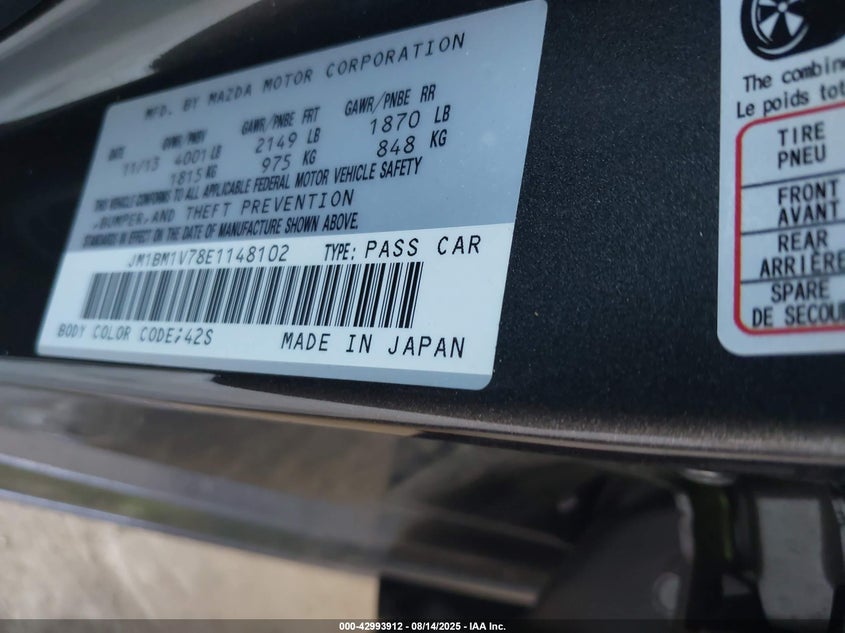 MFD. BY MAZDA MOTOR CORPORATION
DATE GVWR/PNBV GAWR/PNBE FRT GAWR/PNBE RR
11/13 4001 LB 2149 LB 1870 LB
1815 KG 975 KG 848 KG
THIS VEHICLE CONFORMS TO ALL APPLICABLE FEDERAL MOTOR VEHICLE SAFETY
,BUMPER,AND THEFT PREVENTION
STANDARDS IN EFFECT ON THE DATE OF MANUFACTURE SHOWN ABOVE.
JM1BM1V78E1148102 TYPE: PASS CAR
BODY COLOR CODE;42S MADE IN JAPAN
The combine
Le poids tot
TIRE
PNEU
FRONT
AVANT
REAR
ARRIÈRE
SPARE
DE SECOU
000-42993912 - 08/14/2025 - IAA Inc.